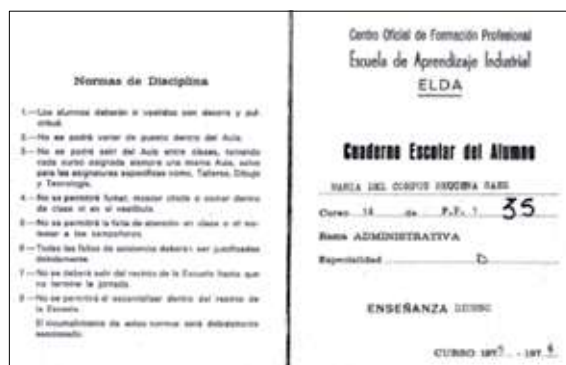 Normas de Disciplina
1.—Los alumnos deberán ir vestidos con decoro y pul-
critud.
2.—No se podrá variar de puesto dentro del Aula.
3.—No se podrá salir del Aula entre clases, teniendo
cada curso asignada siempre una misma Aula, salvo
para las asignaturas específicas como, Talleres, Dibujo
y Tecnología.
4.—No se permitirá fumar, mascar chicle o comer dentro
de clase ni en el vestíbulo.
5.—No se permitirá la falta de atención en clase o el mo-
lestar a los compañeros.
6.—Todas las faltas de asistencia deberán ser justificadas
debidamente.
7.—No se deberá salir del recinto de la Escuela hasta que
no termine la jornada.
8.—No se permitirá el escandalizar dentro del recinto de
la Escuela.
El incumplimiento de estas normas será debidamente
sancionado.
Centro Oficial de Formación Profesional
Escuela de Aprendizaje Industrial
ELDA
Cuaderno Escolar del Alumno
MARIA DEL CORPUS REQUENA SAEZ
Curso 1º de F.P. 1 35
Rama ADMINISTRATIVA
Especialidad D
ENSEÑANZA DIURNO
CURSO 197 - 197